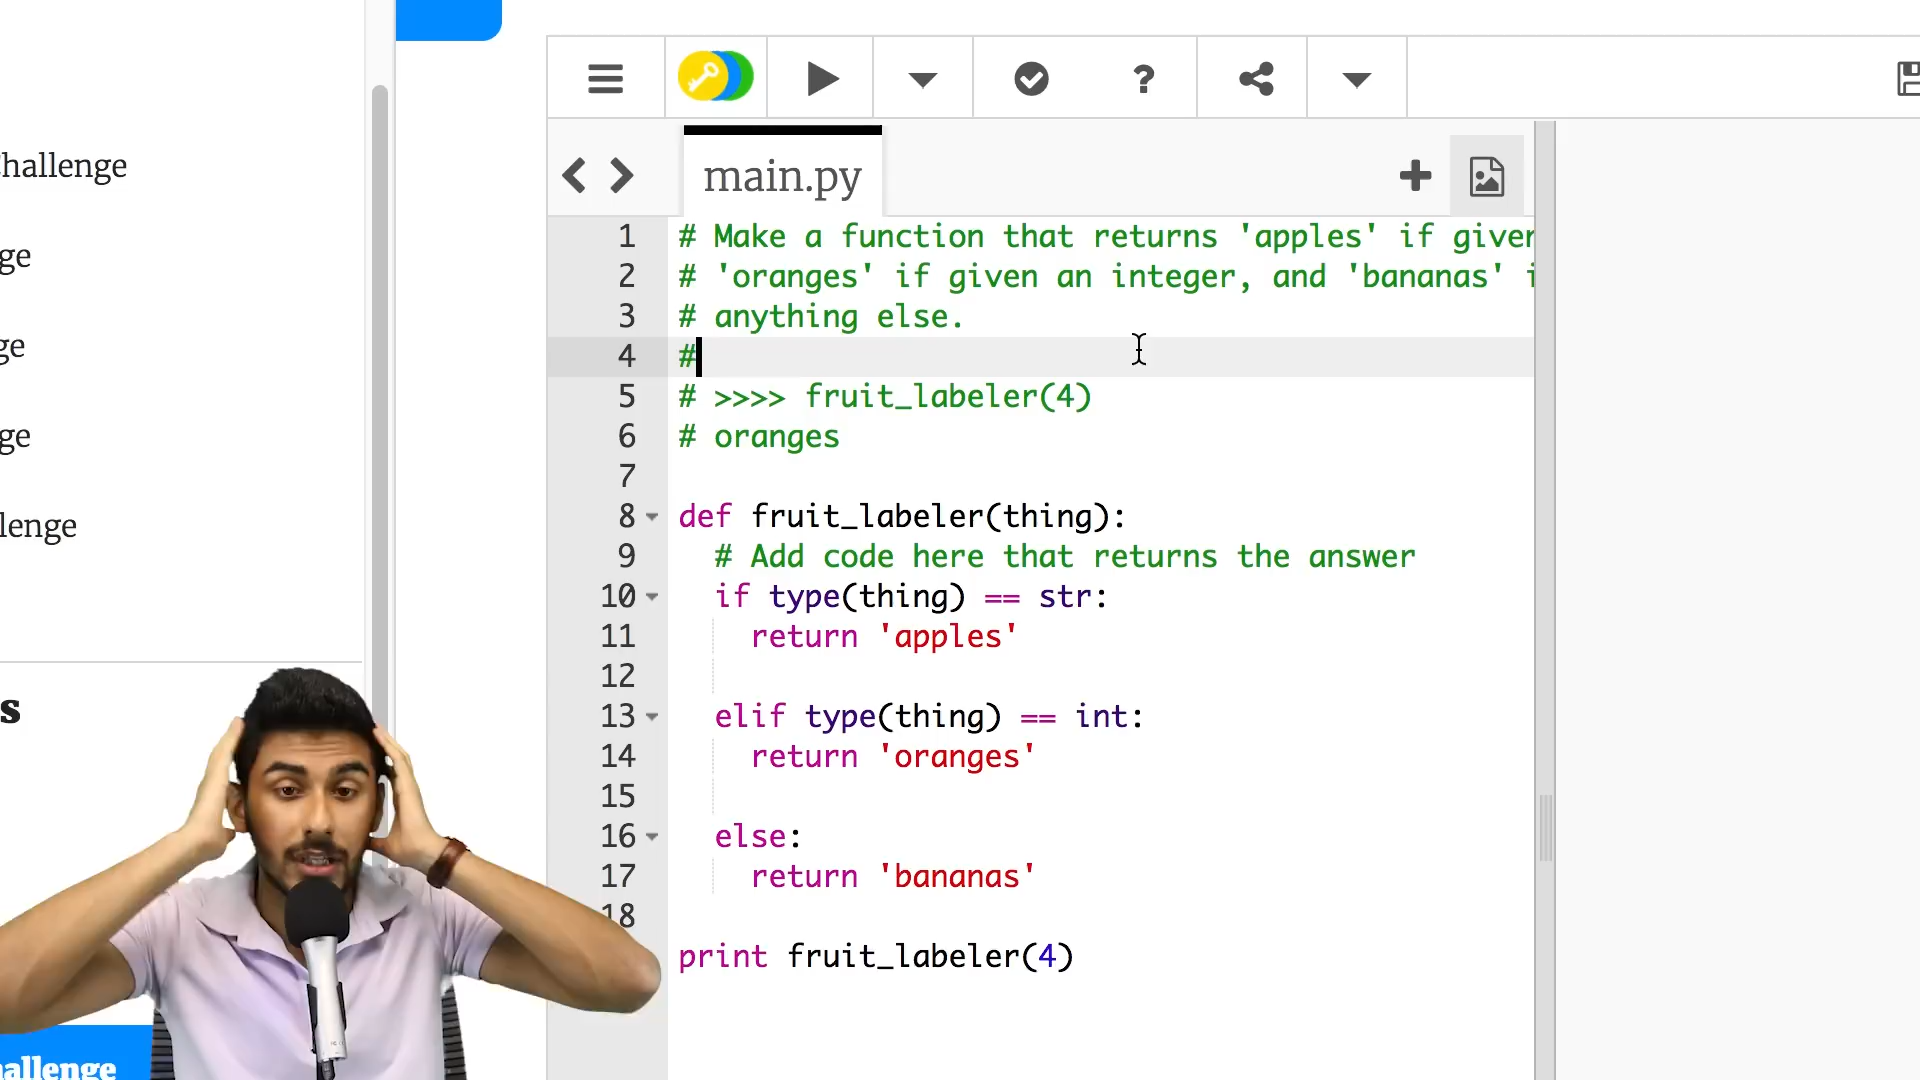 hallenge
ge
ge
ge
lenge
s
allenge
?
main.py
1 # Make a function that returns 'apples' if given
2 # 'oranges' if given an integer, and 'bananas' i
3 # anything else.
4 #
5 # >>>> fruit_labeler(4)
6 # oranges
7
8 def fruit_labeler(thing):
9 # Add code here that returns the answer
10 if type(thing) == str:
11 return 'apples'
12
13 elif type(thing) == int:
14 return 'oranges'
15
16 else:
17 return 'bananas'
18
print fruit_labeler(4)